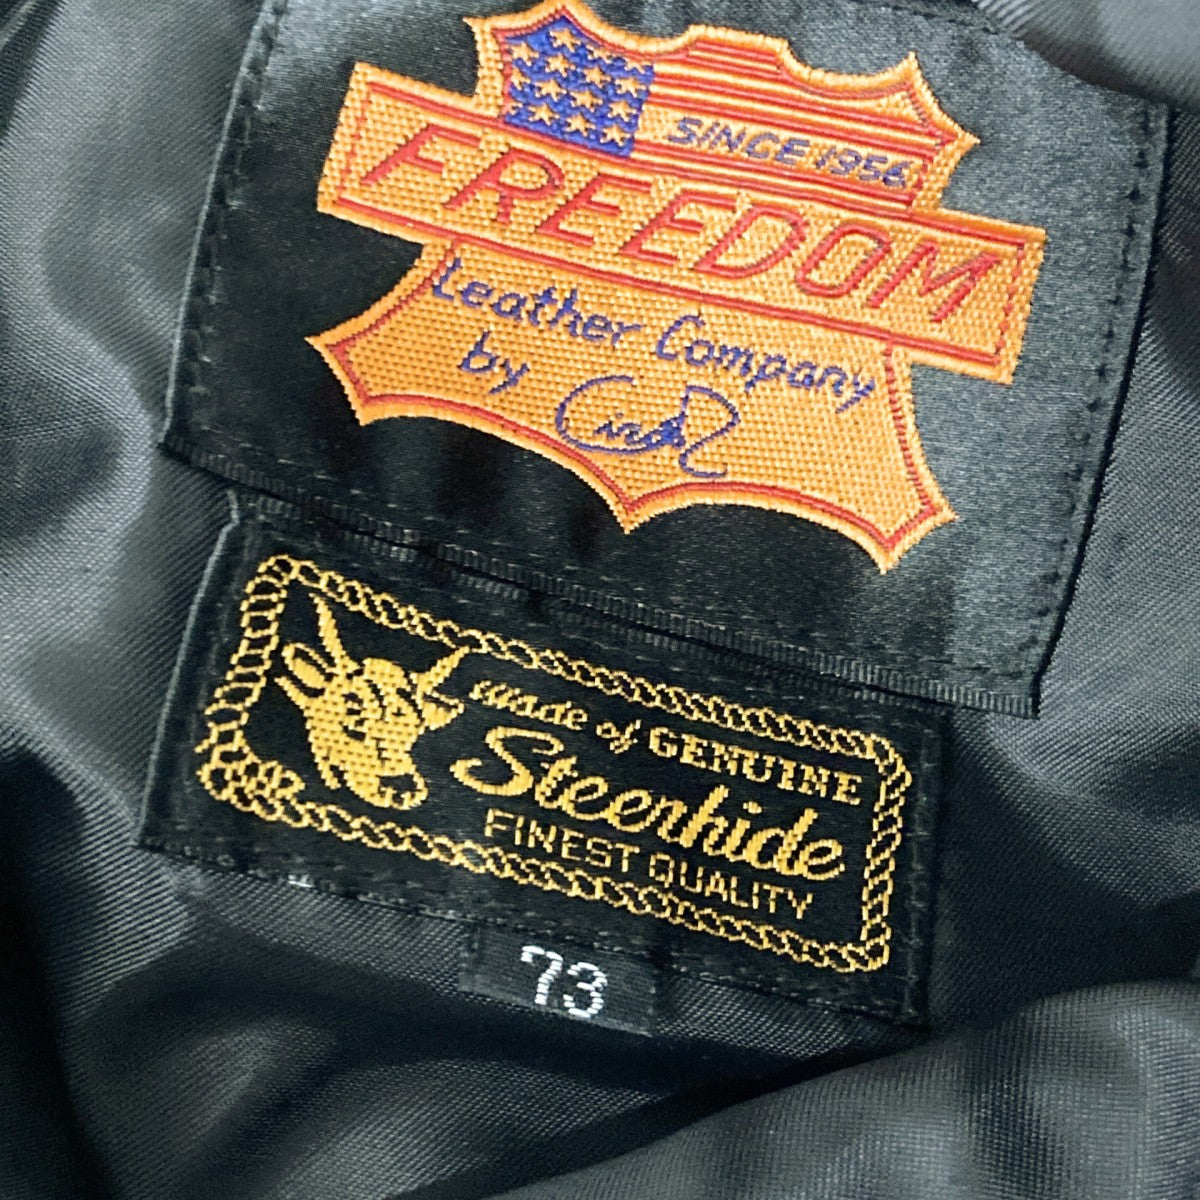 SINCE 1956
FREEDOM
Leather Company
by
made of GENUINE
Steerhide
FINEST QUALITY
73